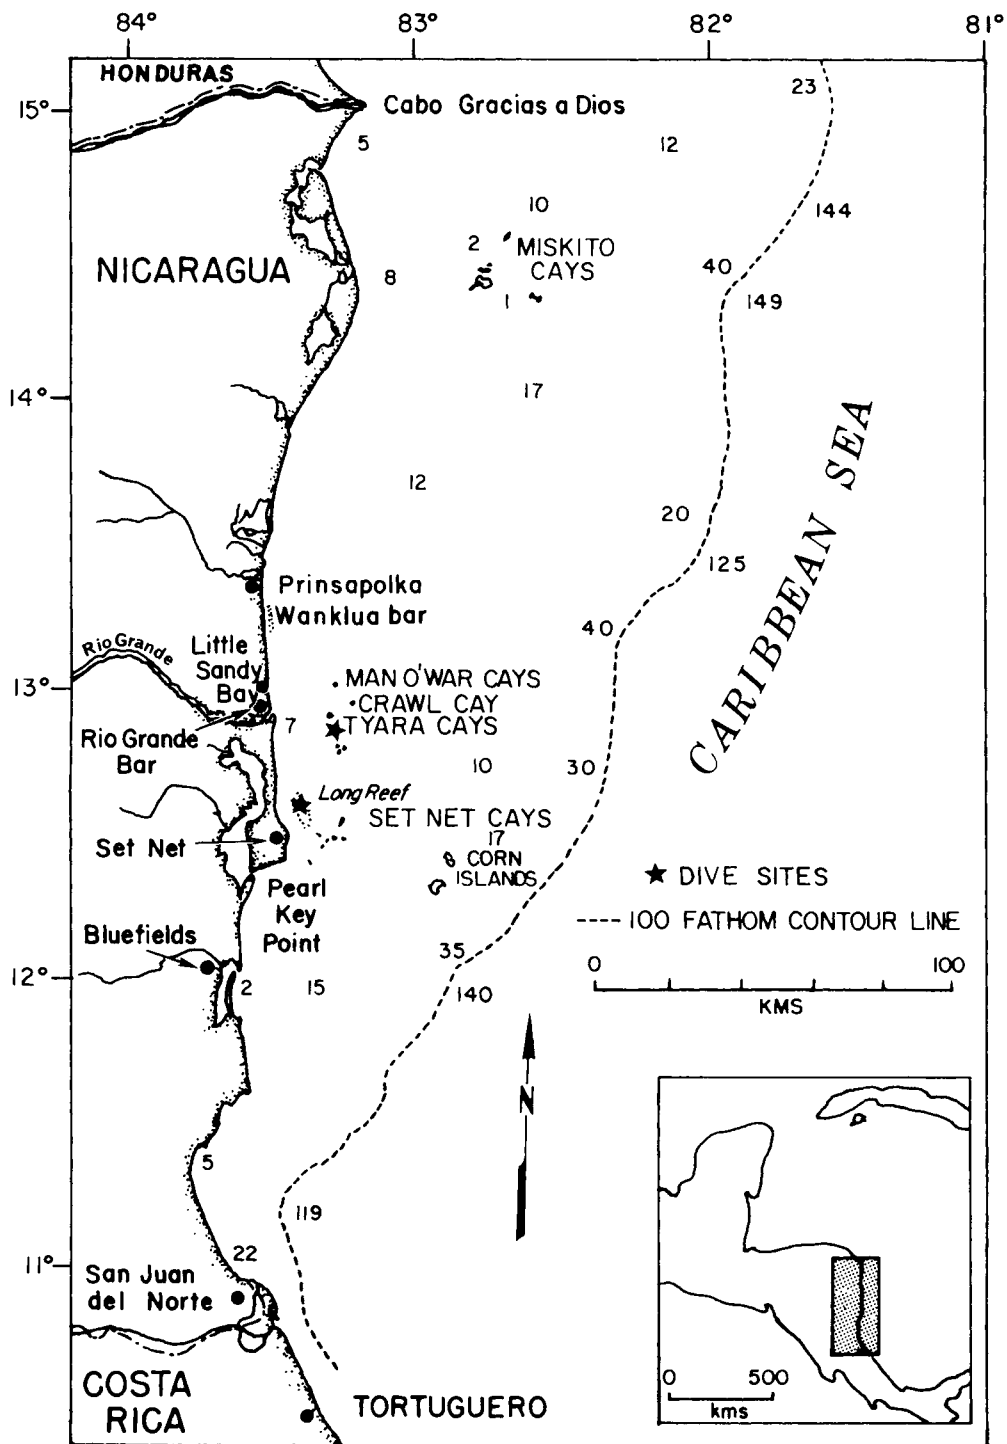 84° 83° 82° 81°
HONDURAS
23
15°
Cabo Gracias a Dios
5
12
10
144
2
MISKITO
CAYS
NICARAGUA
8
40
1
149
14°
17
12
20
125
CARIBBEAN SEA
Prinsapolka
Wanklua bar
40
Rio Grande
Little
Sandy
Bay
13°
MAN O'WAR CAYS
CRAWL CAY
TYARA CAYS
7
Rio Grande
Bar
10
30
Long Reef
SET NET CAYS
17
Set Net
8 CORN
ISLANDS
Pearl
Key
Point
★ DIVE SITES
----- 100 FATHOM CONTOUR LINE
Bluefields
35
12°
2
15
140
0 100
KMS
N
5
119
22
11°
San Juan
del Norte
COSTA
RICA
TORTUGUERO
0 500
kms